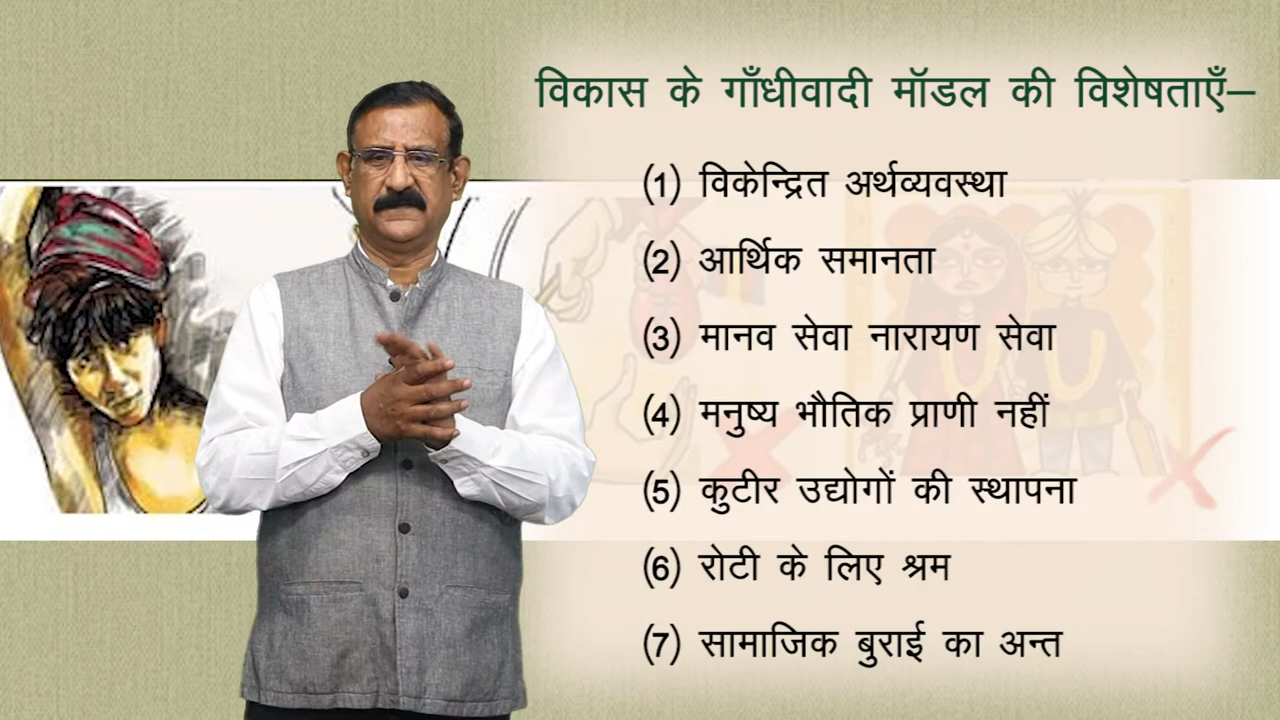 विकास के गाँधीवादी मॉडल की विशेषताएँ–
(1) विकेन्द्रित अर्थव्यवस्था
(2) आर्थिक समानता
(3) मानव सेवा नारायण सेवा
(4) मनुष्य भौतिक प्राणी नहीं
(5) कुटीर उद्योगों की स्थापना
(6) रोटी के लिए श्रम
(7) सामाजिक बुराई का अन्त